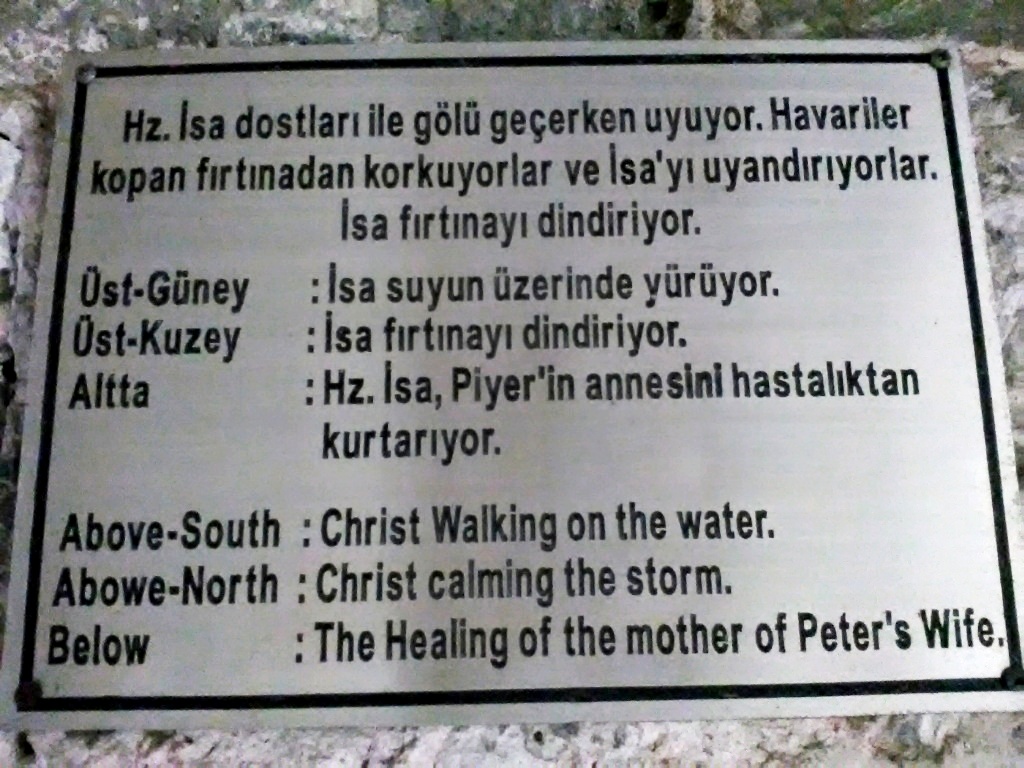 Hz. İsa dostları ile gölü geçerken uyuyor. Havariler
kopan fırtınadan korkuyorlar ve İsa'yı uyandırıyorlar.
İsa fırtınayı dindiriyor.
Üst-Güney : İsa suyun üzerinde yürüyor.
Üst-Kuzey : İsa fırtınayı dindiriyor.
Altta : Hz. İsa, Piyer'in annesini hastalıktan
kurtarıyor.
Above-South : Christ Walking on the water.
Abowe-North : Christ calming the storm.
Below : The Healing of the mother of Peter's Wife.